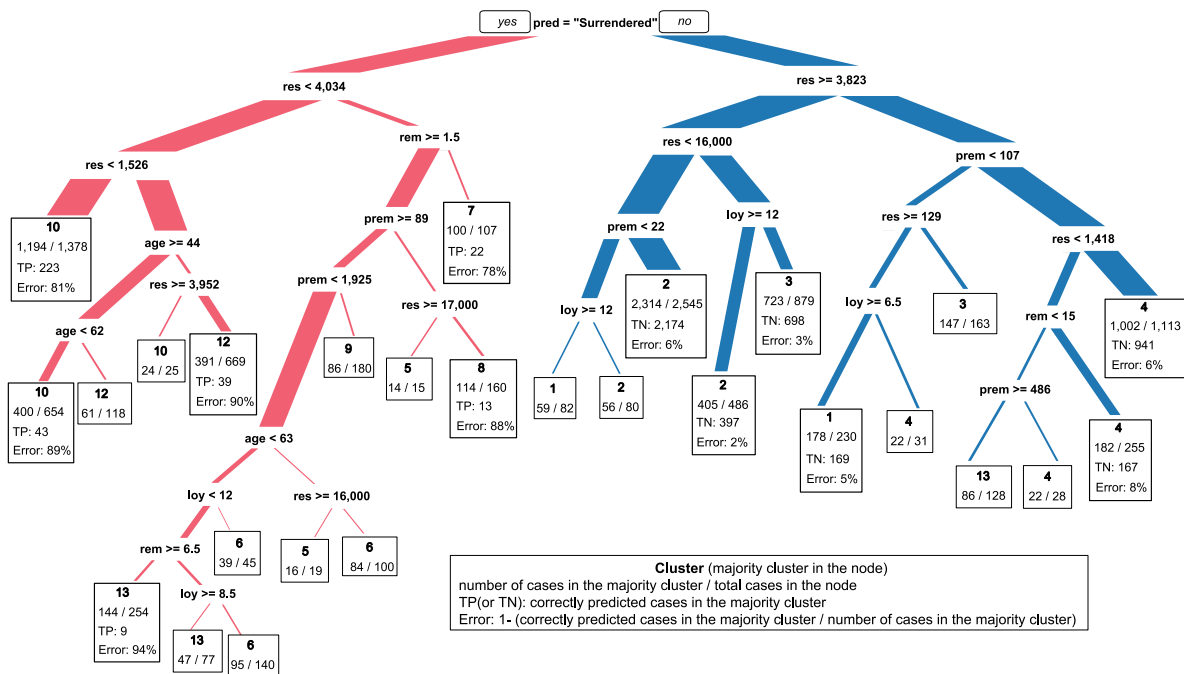 yes pred = "Surrendered" no
res < 4,034
res >= 3,823
rem >= 1.5
res < 16,000
prem < 107
res < 1,526
10
1,194 / 1,378
TP: 223
Error: 81%
age >= 44
prem >= 89
7
100 / 107
TP: 22
Error: 78%
prem < 22
loy >= 12
res >= 129
res < 1,418
age < 62
res >= 3,952
prem < 1,925
res >= 17,000
loy >= 12
2
2,314 / 2,545
TN: 2,174
Error: 6%
3
723 / 879
TN: 698
Error: 3%
loy >= 6.5
3
147 / 163
rem < 15
4
1,002 / 1,113
TN: 941
Error: 6%
10
400 / 654
TP: 43
Error: 89%
12
61 / 118
10
24 / 25
12
391 / 669
TP: 39
Error: 90%
9
86 / 180
5
14 / 15
8
114 / 160
TP: 13
Error: 88%
1
59 / 82
2
56 / 80
2
405 / 486
TN: 397
Error: 2%
1
178 / 230
TN: 169
Error: 5%
4
22 / 31
prem >= 486
4
182 / 255
TN: 167
Error: 8%
13
86 / 128
4
22 / 28
age < 63
loy < 12
res >= 16,000
rem >= 6.5
6
39 / 45
5
16 / 19
6
84 / 100
13
144 / 254
TP: 9
Error: 94%
loy >= 8.5
13
47 / 77
6
95 / 140
Cluster (majority cluster in the node)
number of cases in the majority cluster / total cases in the node
TP(or TN): correctly predicted cases in the majority cluster
Error: 1- (correctly predicted cases in the majority cluster / number of cases in the majority cluster)